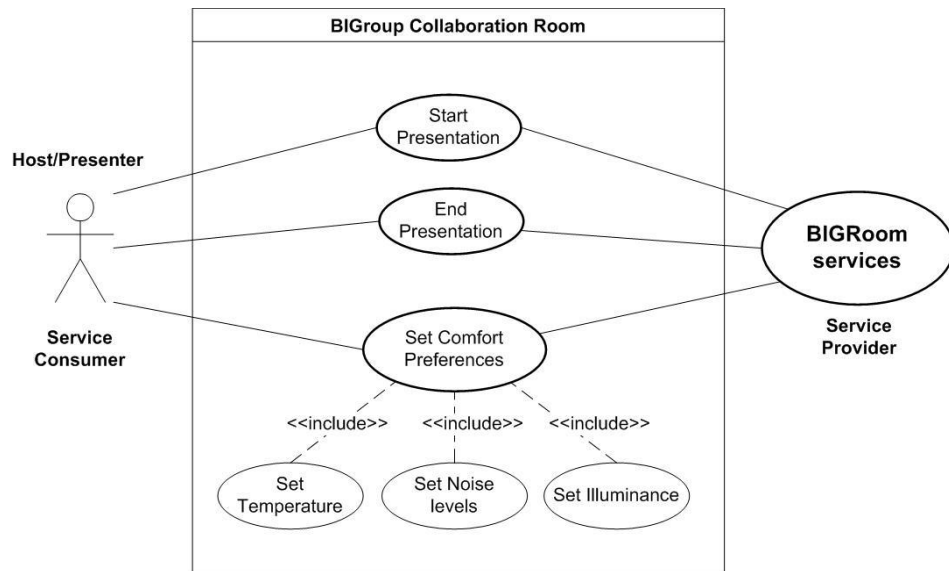 BIGroup Collaboration Room
Start
Presentation
Host/Presenter
End
Presentation
BIGRoom
services
Service
Consumer
Set Comfort
Preferences
Service
Provider
<<include>>
<<include>>
<<include>>
Set
Temperature
Set Noise
levels
Set Illuminance